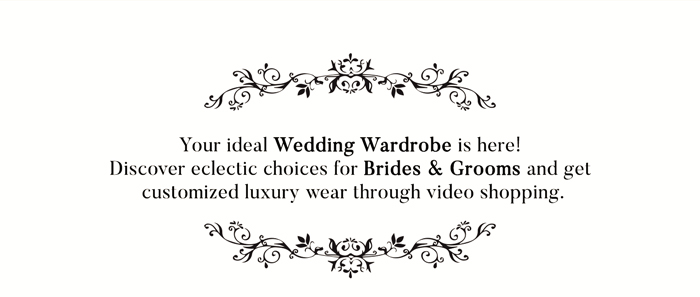 Your ideal Wedding Wardrobe is here!
Discover eclectic choices for Brides & Grooms and get
customized luxury wear through video shopping.